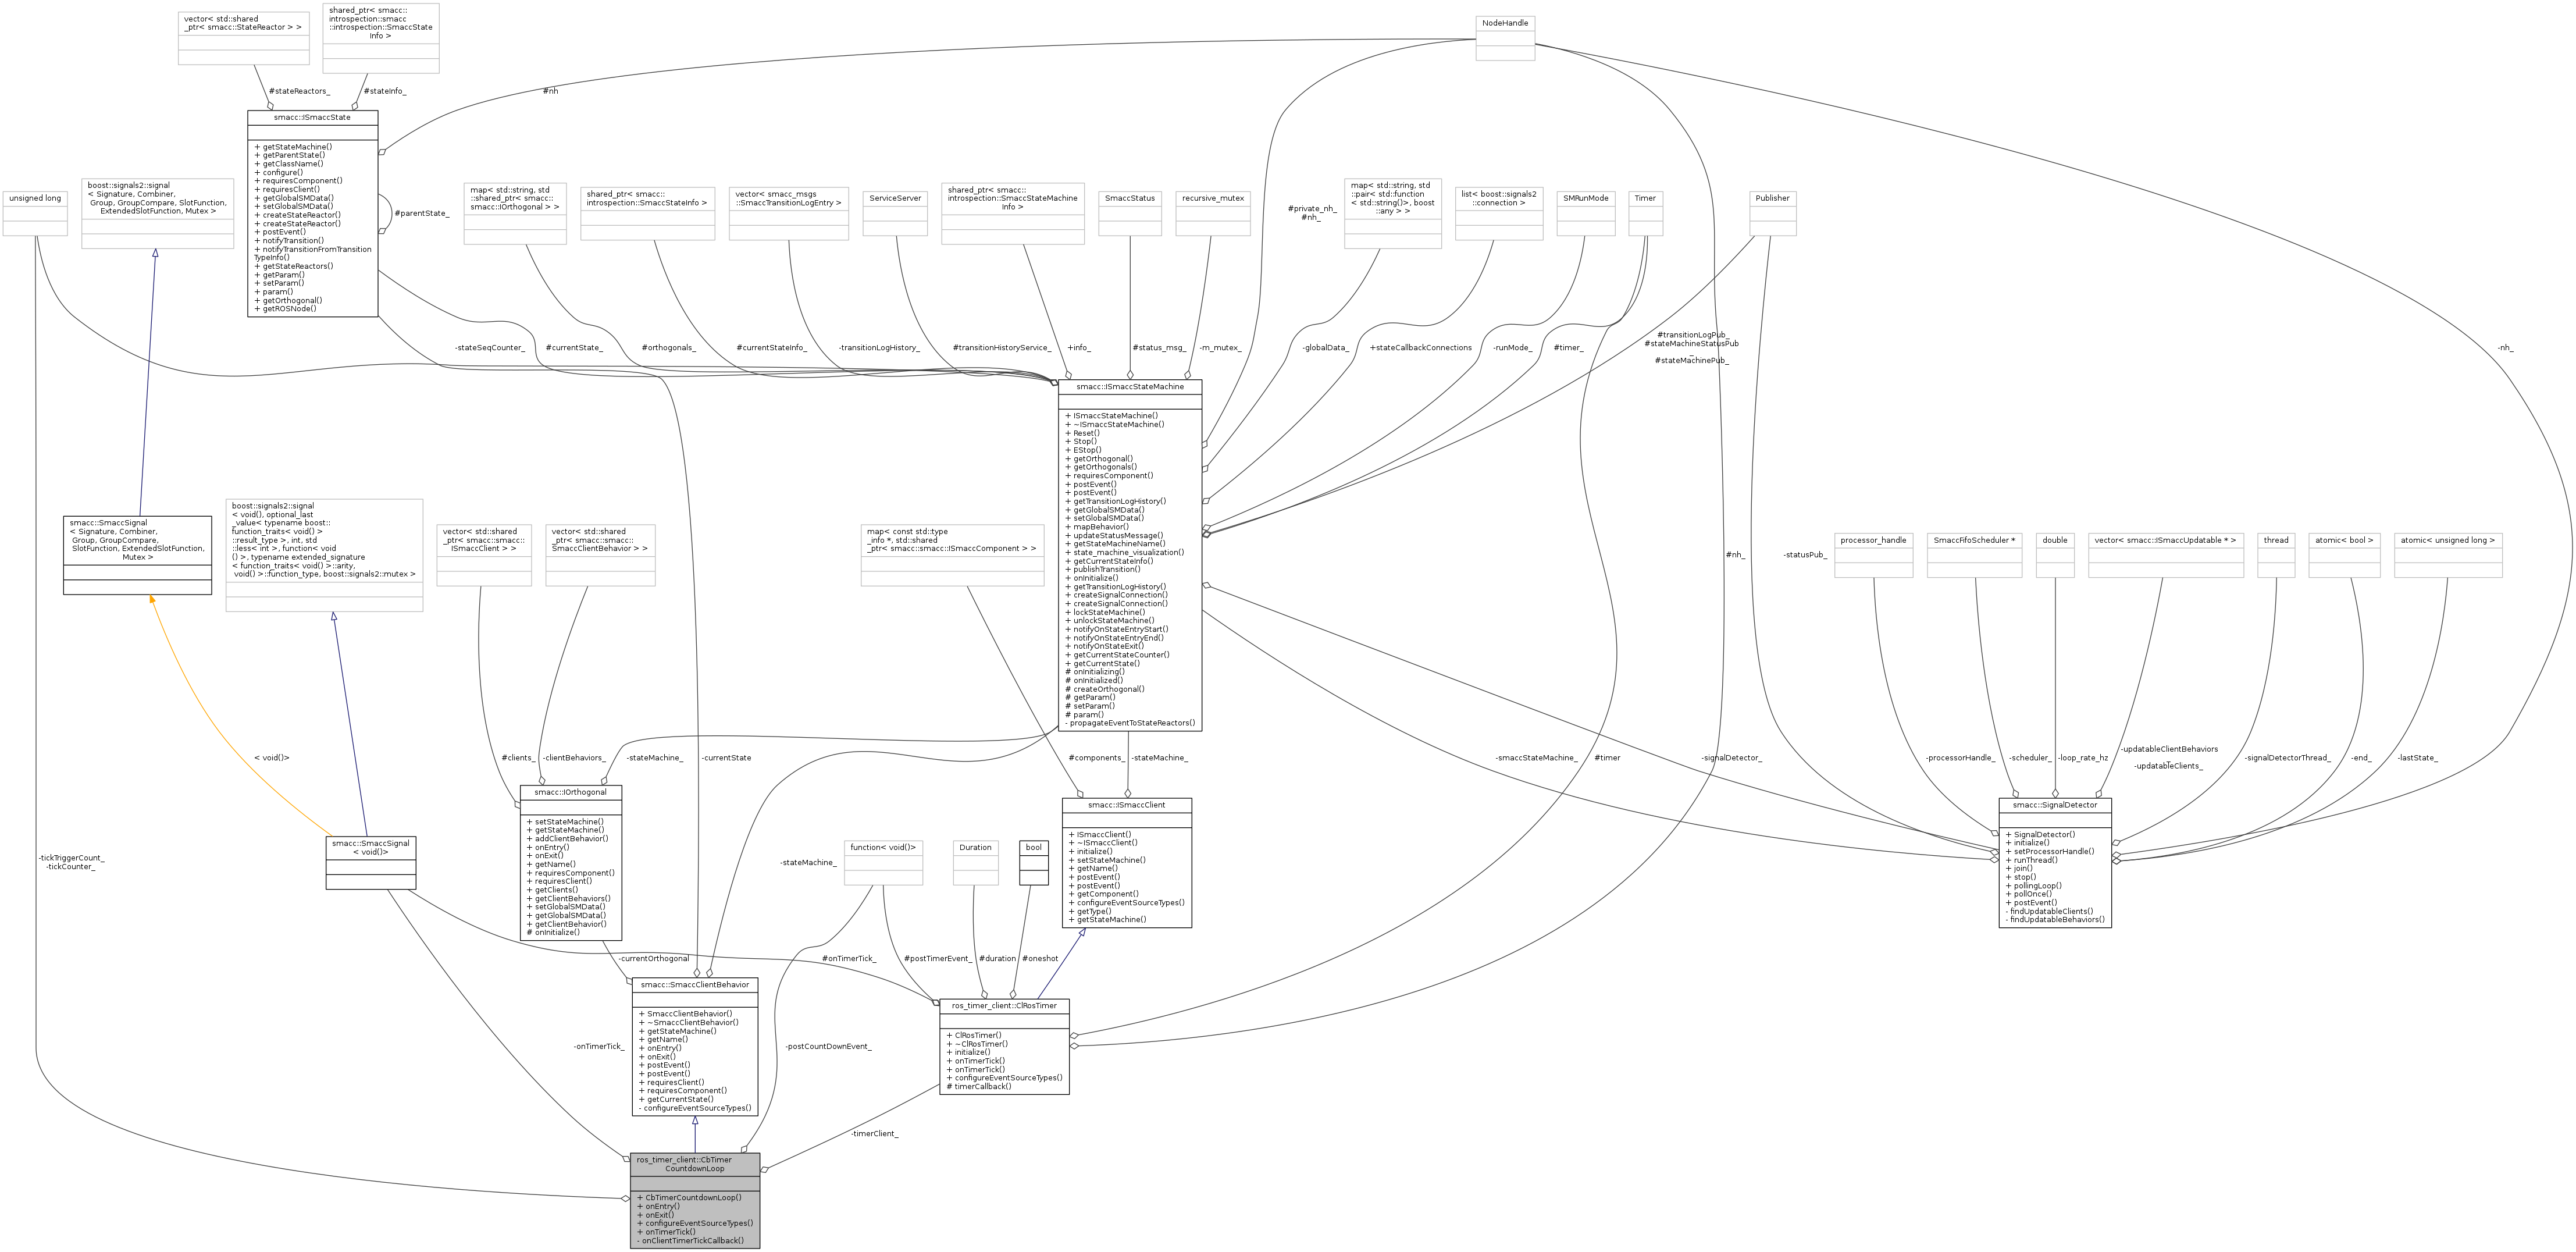 vector< std::shared
_ptr< smacc::StateReactor > >
shared_ptr< smacc::
introspection::smacc
::introspection::SmaccState
Info >
NodeHandle
#stateReactors_
#stateInfo_
#nh
smacc::ISmaccState
+ getStateMachine()
+ getParentState()
+ getClassName()
+ configure()
+ requiresComponent()
+ requiresClient()
+ getGlobalSMData()
+ setGlobalSMData()
+ createStateReactor()
+ createStateReactor()
+ postEvent()
+ notifyTransition()
+ notifyTransitionFromTransition
TypeInfo()
+ getStateReactors()
+ getParam()
+ setParam()
+ param()
+ getOrthogonal()
+ getROSNode()
#parentState_
unsigned long
boost::signals2::signal
< Signature, Combiner,
Group, GroupCompare, SlotFunction,
ExtendedSlotFunction, Mutex >
map< std::string, std
::shared_ptr< smacc::
smacc::IOrthogonal > >
shared_ptr< smacc::
introspection::SmaccStateInfo >
vector< smacc_msgs
::SmaccTransitionLogEntry >
ServiceServer
shared_ptr< smacc::
introspection::SmaccStateMachine
Info >
SmaccStatus
recursive_mutex
#private_nh_
#nh_
map< std::string, std
::pair< std::function
< std::string()>, boost
::any > >
list< boost::signals2
::connection >
SMRunMode
Timer
Publisher
-stateSeqCounter_
#currentState_
#orthogonals_
#currentStateInfo_
-transitionLogHistory_
#transitionHistoryService_
+info_
#status_msg_
-m_mutex_
-globalData_
+stateCallbackConnections
-runMode_
#timer_
#transitionLogPub_
#stateMachineStatusPub
_
#stateMachinePub_
-nh_
smacc::ISmaccStateMachine
+ ISmaccStateMachine()
+ ~ISmaccStateMachine()
+ Reset()
+ Stop()
+ EStop()
+ getOrthogonal()
+ getOrthogonals()
+ requiresComponent()
+ postEvent()
+ postEvent()
+ getTransitionLogHistory()
+ getGlobalSMData()
+ setGlobalSMData()
+ mapBehavior()
+ updateStatusMessage()
+ getStateMachineName()
+ state_machine_visualization()
+ getCurrentStateInfo()
+ publishTransition()
+ onInitialize()
+ getTransitionLogHistory()
+ createSignalConnection()
+ createSignalConnection()
+ lockStateMachine()
+ unlockStateMachine()
+ notifyOnStateEntryStart()
+ notifyOnStateEntryEnd()
+ notifyOnStateExit()
+ getCurrentStateCounter()
+ getCurrentState()
# onInitializing()
# onInitialized()
# createOrthogonal()
# getParam()
# setParam()
# param()
- propagateEventToStateReactors()
smacc::SmaccSignal
< Signature, Combiner,
Group, GroupCompare,
SlotFunction, ExtendedSlotFunction,
Mutex >
boost::signals2::signal
< void(), optional_last
_value< typename boost::
function_traits< void() >
::result_type >, int, std
::less< int >, function< void
() >, typename extended_signature
< function_traits< void() >::arity,
void() >::function_type, boost::signals2::mutex >
vector< std::shared
_ptr< smacc::smacc::
ISmaccClient > >
vector< std::shared
_ptr< smacc::smacc::
SmaccClientBehavior > >
map< const std::type
_info *, std::shared
_ptr< smacc::smacc::ISmaccComponent > >
#nh_
-statusPub_
processor_handle
SmaccFifoScheduler *
double
vector< smacc::ISmaccUpdatable * >
thread
atomic< bool >
atomic< unsigned long >
< void()>
#clients_
-clientBehaviors_
-stateMachine_
-currentState
#components_
-stateMachine_
-smaccStateMachine_
#timer
-signalDetector_
-processorHandle_
-scheduler_
-loop_rate_hz
-updatableClientBehaviors
_
-updatableClients_
-signalDetectorThread_
-end_
-lastState_
smacc::IOrthogonal
+ setStateMachine()
+ getStateMachine()
+ addClientBehavior()
+ onEntry()
+ onExit()
+ getName()
+ requiresComponent()
+ requiresClient()
+ getClients()
+ getClientBehaviors()
+ setGlobalSMData()
+ getGlobalSMData()
+ getClientBehavior()
# onInitialize()
smacc::ISmaccClient
+ ISmaccClient()
+ ~ISmaccClient()
+ initialize()
+ setStateMachine()
+ getName()
+ postEvent()
+ postEvent()
+ getComponent()
+ configureEventSourceTypes()
+ getType()
+ getStateMachine()
smacc::SignalDetector
+ SignalDetector()
+ initialize()
+ setProcessorHandle()
+ runThread()
+ join()
+ stop()
+ pollingLoop()
+ pollOnce()
+ postEvent()
- findUpdatableClients()
- findUpdatableBehaviors()
-tickTriggerCount_
-tickCounter_
smacc::SmaccSignal
< void()>
-stateMachine_
function< void()>
Duration
bool
-currentOrthogonal
#onTimerTick_
#postTimerEvent_
#duration
#oneshot
smacc::SmaccClientBehavior
+ SmaccClientBehavior()
+ ~SmaccClientBehavior()
+ getStateMachine()
+ getName()
+ onEntry()
+ onExit()
+ postEvent()
+ postEvent()
+ requiresClient()
+ requiresComponent()
+ getCurrentState()
- configureEventSourceTypes()
ros_timer_client::ClRosTimer
+ ClRosTimer()
+ ~ClRosTimer()
+ initialize()
+ onTimerTick()
+ onTimerTick()
+ configureEventSourceTypes()
# timerCallback()
-onTimerTick_
-postCountDownEvent_
-timerClient_
ros_timer_client::CbTimer
CountdownLoop
+ CbTimerCountdownLoop()
+ onEntry()
+ onExit()
+ configureEventSourceTypes()
+ onTimerTick()
- onClientTimerTickCallback()